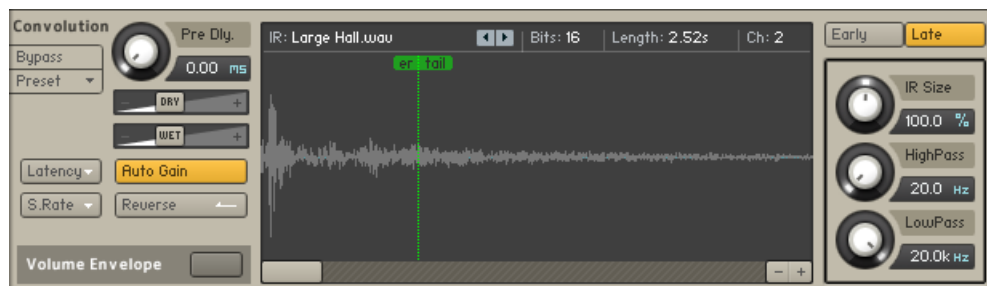 Convolution
Bypass
Preset
Pre Dly.
0.00 ms
- DRY +
- WET +
Latency
Auto Gain
S.Rate
Reverse
Volume Envelope
IR: Large Hall.wav
Bits: 16
Length: 2.52s
Ch: 2
er tail
- +
Early
Late
IR Size
100.0 %
HighPass
20.0 Hz
LowPass
20.0k Hz